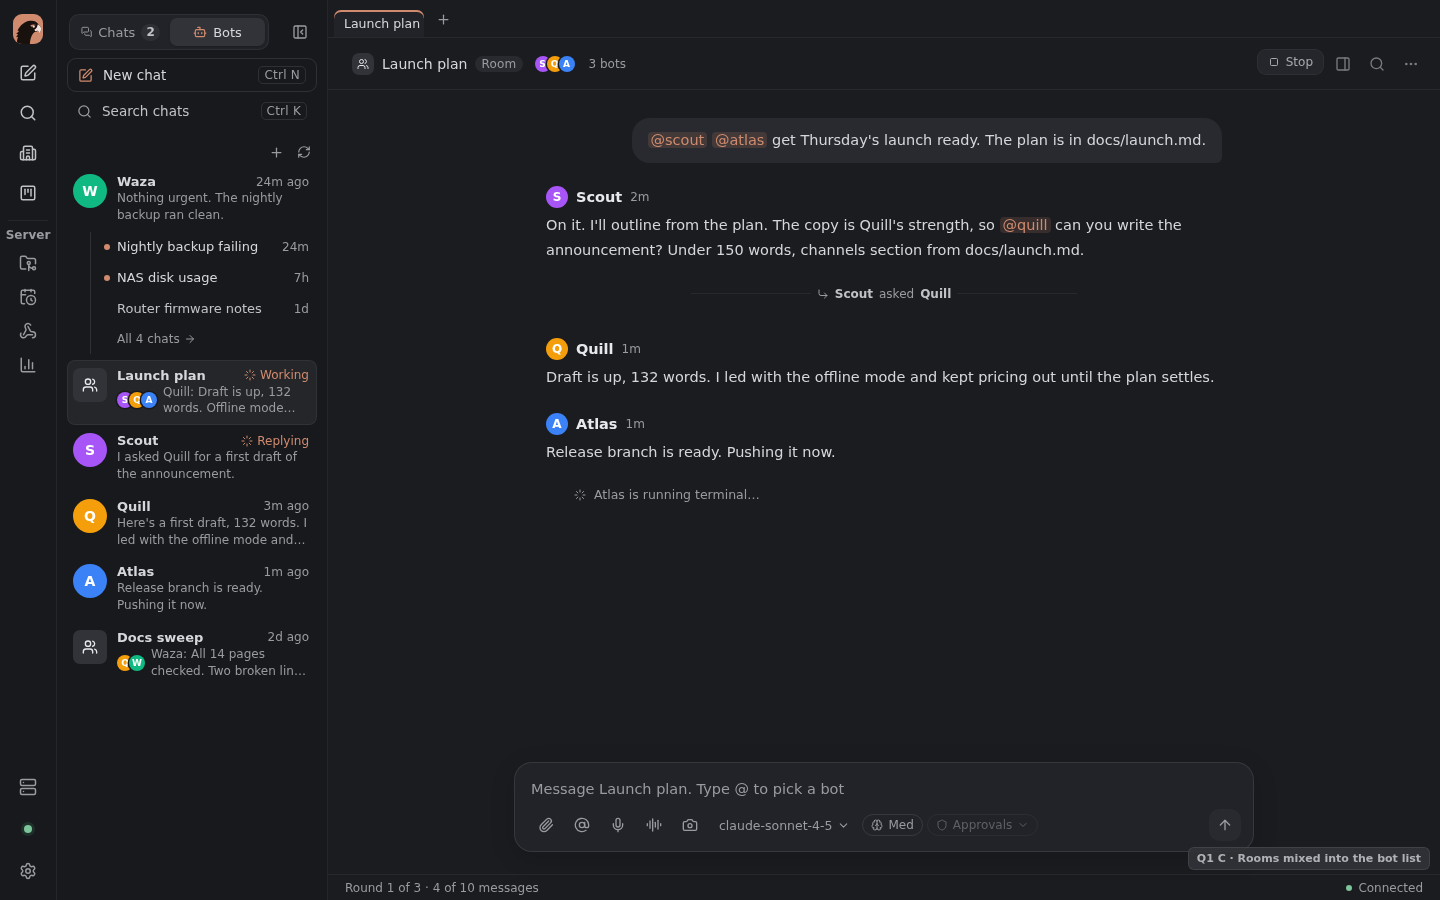 Chats 2
Bots
New chat
Ctrl N
Search chats
Ctrl K
Server
W
Waza
24m ago
Nothing urgent. The nightly
backup ran clean.
Nightly backup failing
24m
NAS disk usage
7h
Router firmware notes
1d
All 4 chats
Launch plan
Working
S Q A
Quill: Draft is up, 132
words. Offline mode…
S
Scout
Replying
I asked Quill for a first draft of
the announcement.
Q
Quill
3m ago
Here's a first draft, 132 words. I
led with the offline mode and…
A
Atlas
1m ago
Release branch is ready.
Pushing it now.
Docs sweep
2d ago
Q W
Waza: All 14 pages
checked. Two broken lin…
Launch plan
Launch plan
Room
S Q A
3 bots
Stop
@scout @atlas get Thursday's launch ready. The plan is in docs/launch.md.
S
Scout 2m
On it. I'll outline from the plan. The copy is Quill's strength, so @quill can you write the
announcement? Under 150 words, channels section from docs/launch.md.
Scout asked Quill
Q
Quill 1m
Draft is up, 132 words. I led with the offline mode and kept pricing out until the plan settles.
A
Atlas 1m
Release branch is ready. Pushing it now.
Atlas is running terminal…
Message Launch plan. Type @ to pick a bot
claude-sonnet-4-5
Med
Approvals
Q1 C · Rooms mixed into the bot list
Round 1 of 3 · 4 of 10 messages
Connected